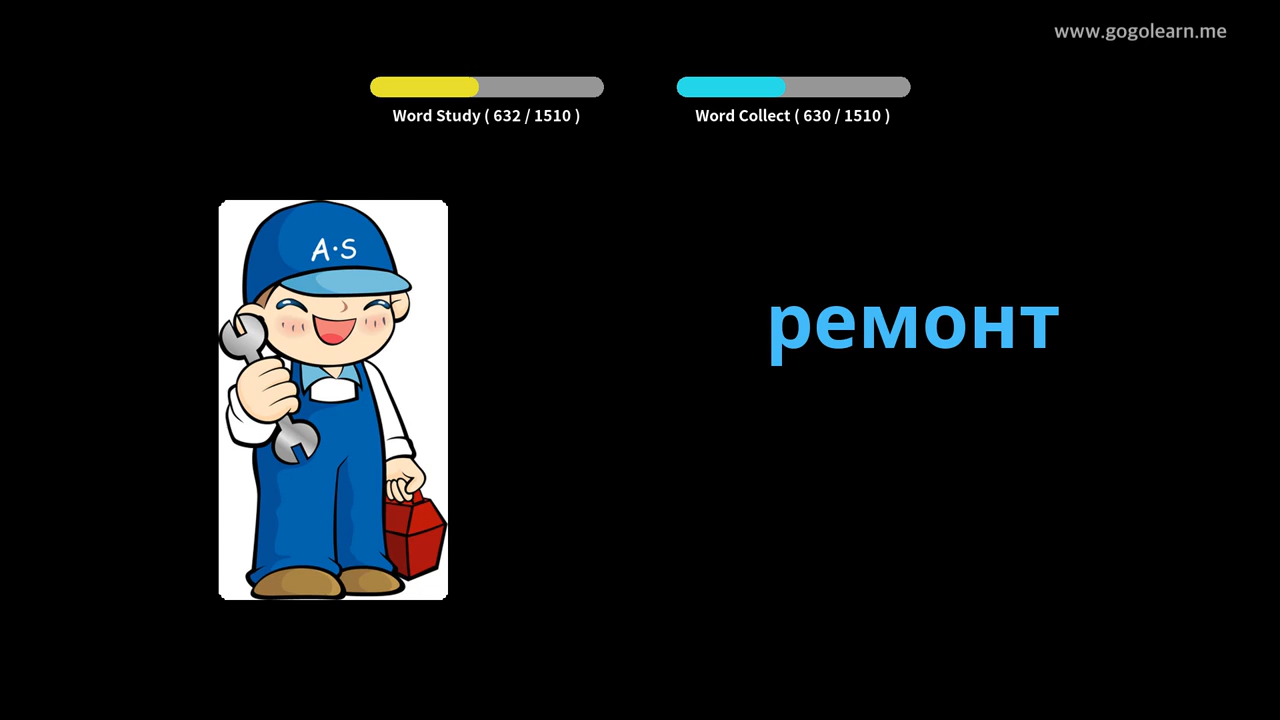 www.gogolearn.me
Word Study ( 632 / 1510 )
Word Collect ( 630 / 1510 )
A·S
ремонт